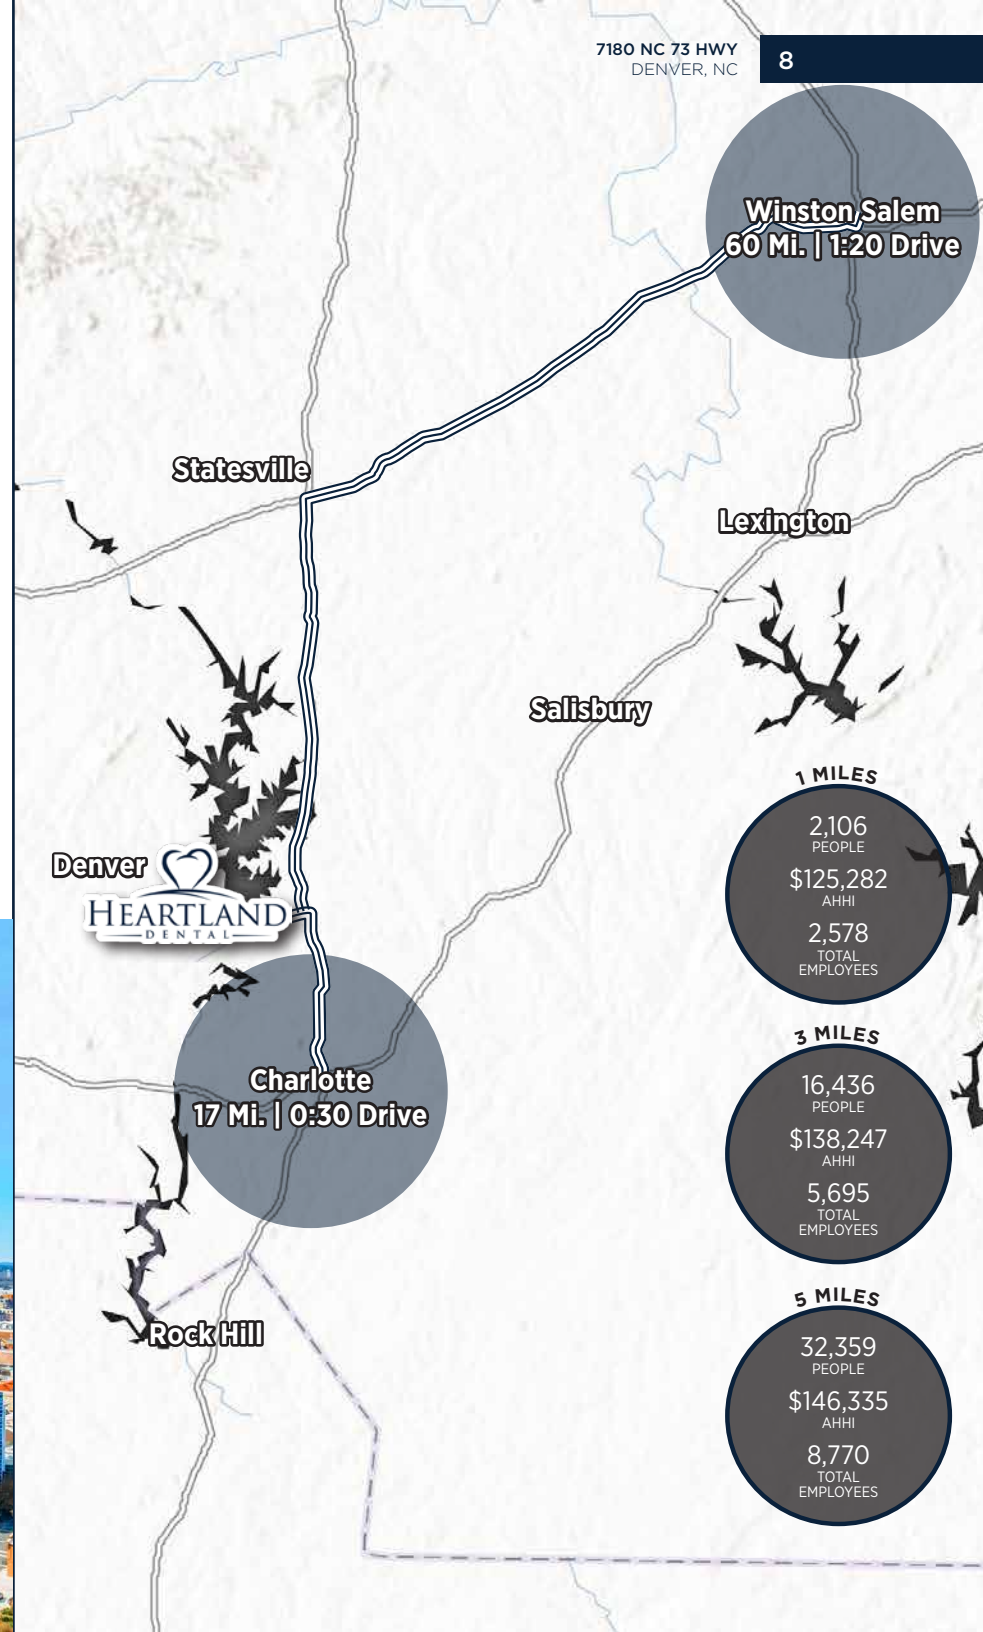 7180 NC 73 HWY
DENVER, NC
8
Winston Salem
60 Mi. | 1:20 Drive
Statesville
Lexington
Salisbury
Denver
HEARTLAND
DENTAL
Charlotte
17 Mi. | 0:30 Drive
Rock Hill
1 MILES
2,106
PEOPLE
$125,282
AHHI
2,578
TOTAL
EMPLOYEES
3 MILES
16,436
PEOPLE
$138,247
AHHI
5,695
TOTAL
EMPLOYEES
5 MILES
32,359
PEOPLE
$146,335
AHHI
8,770
TOTAL
EMPLOYEES